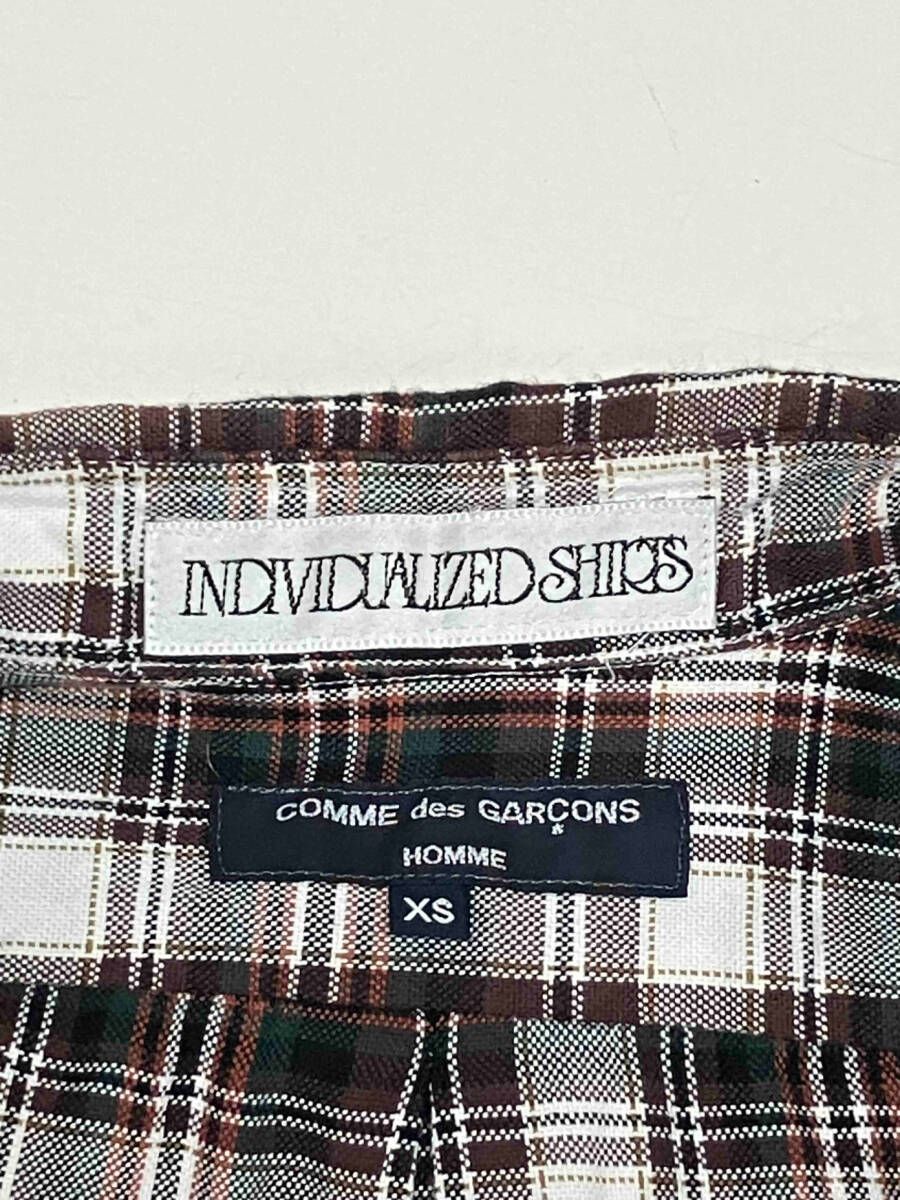 INDIVIDUALIZED SHIRTS
COMME des GARÇONS
HOMME
XS